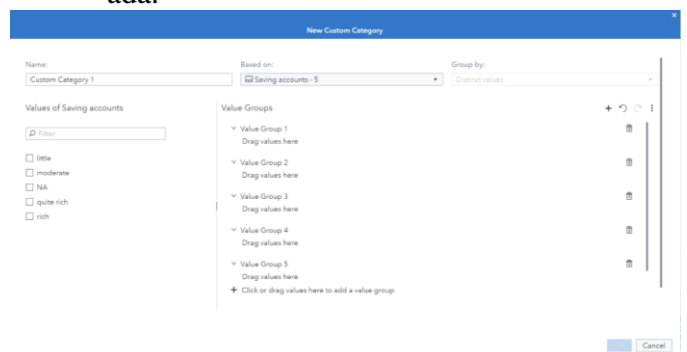 ada.
New Custom Category
Name:
Based on:
Group by:
Custom Category 1
Saving accounts - 5
Distinct values
Values of Saving accounts
Value Groups
Filter
Value Group 1
Drag values here
little
moderate
Value Group 2
NA
Drag values here
quite rich
Value Group 3
rich
Drag values here
Value Group 4
Drag values here
Value Group 5
Drag values here
+ Click or drag values here to add a value group
Cancel